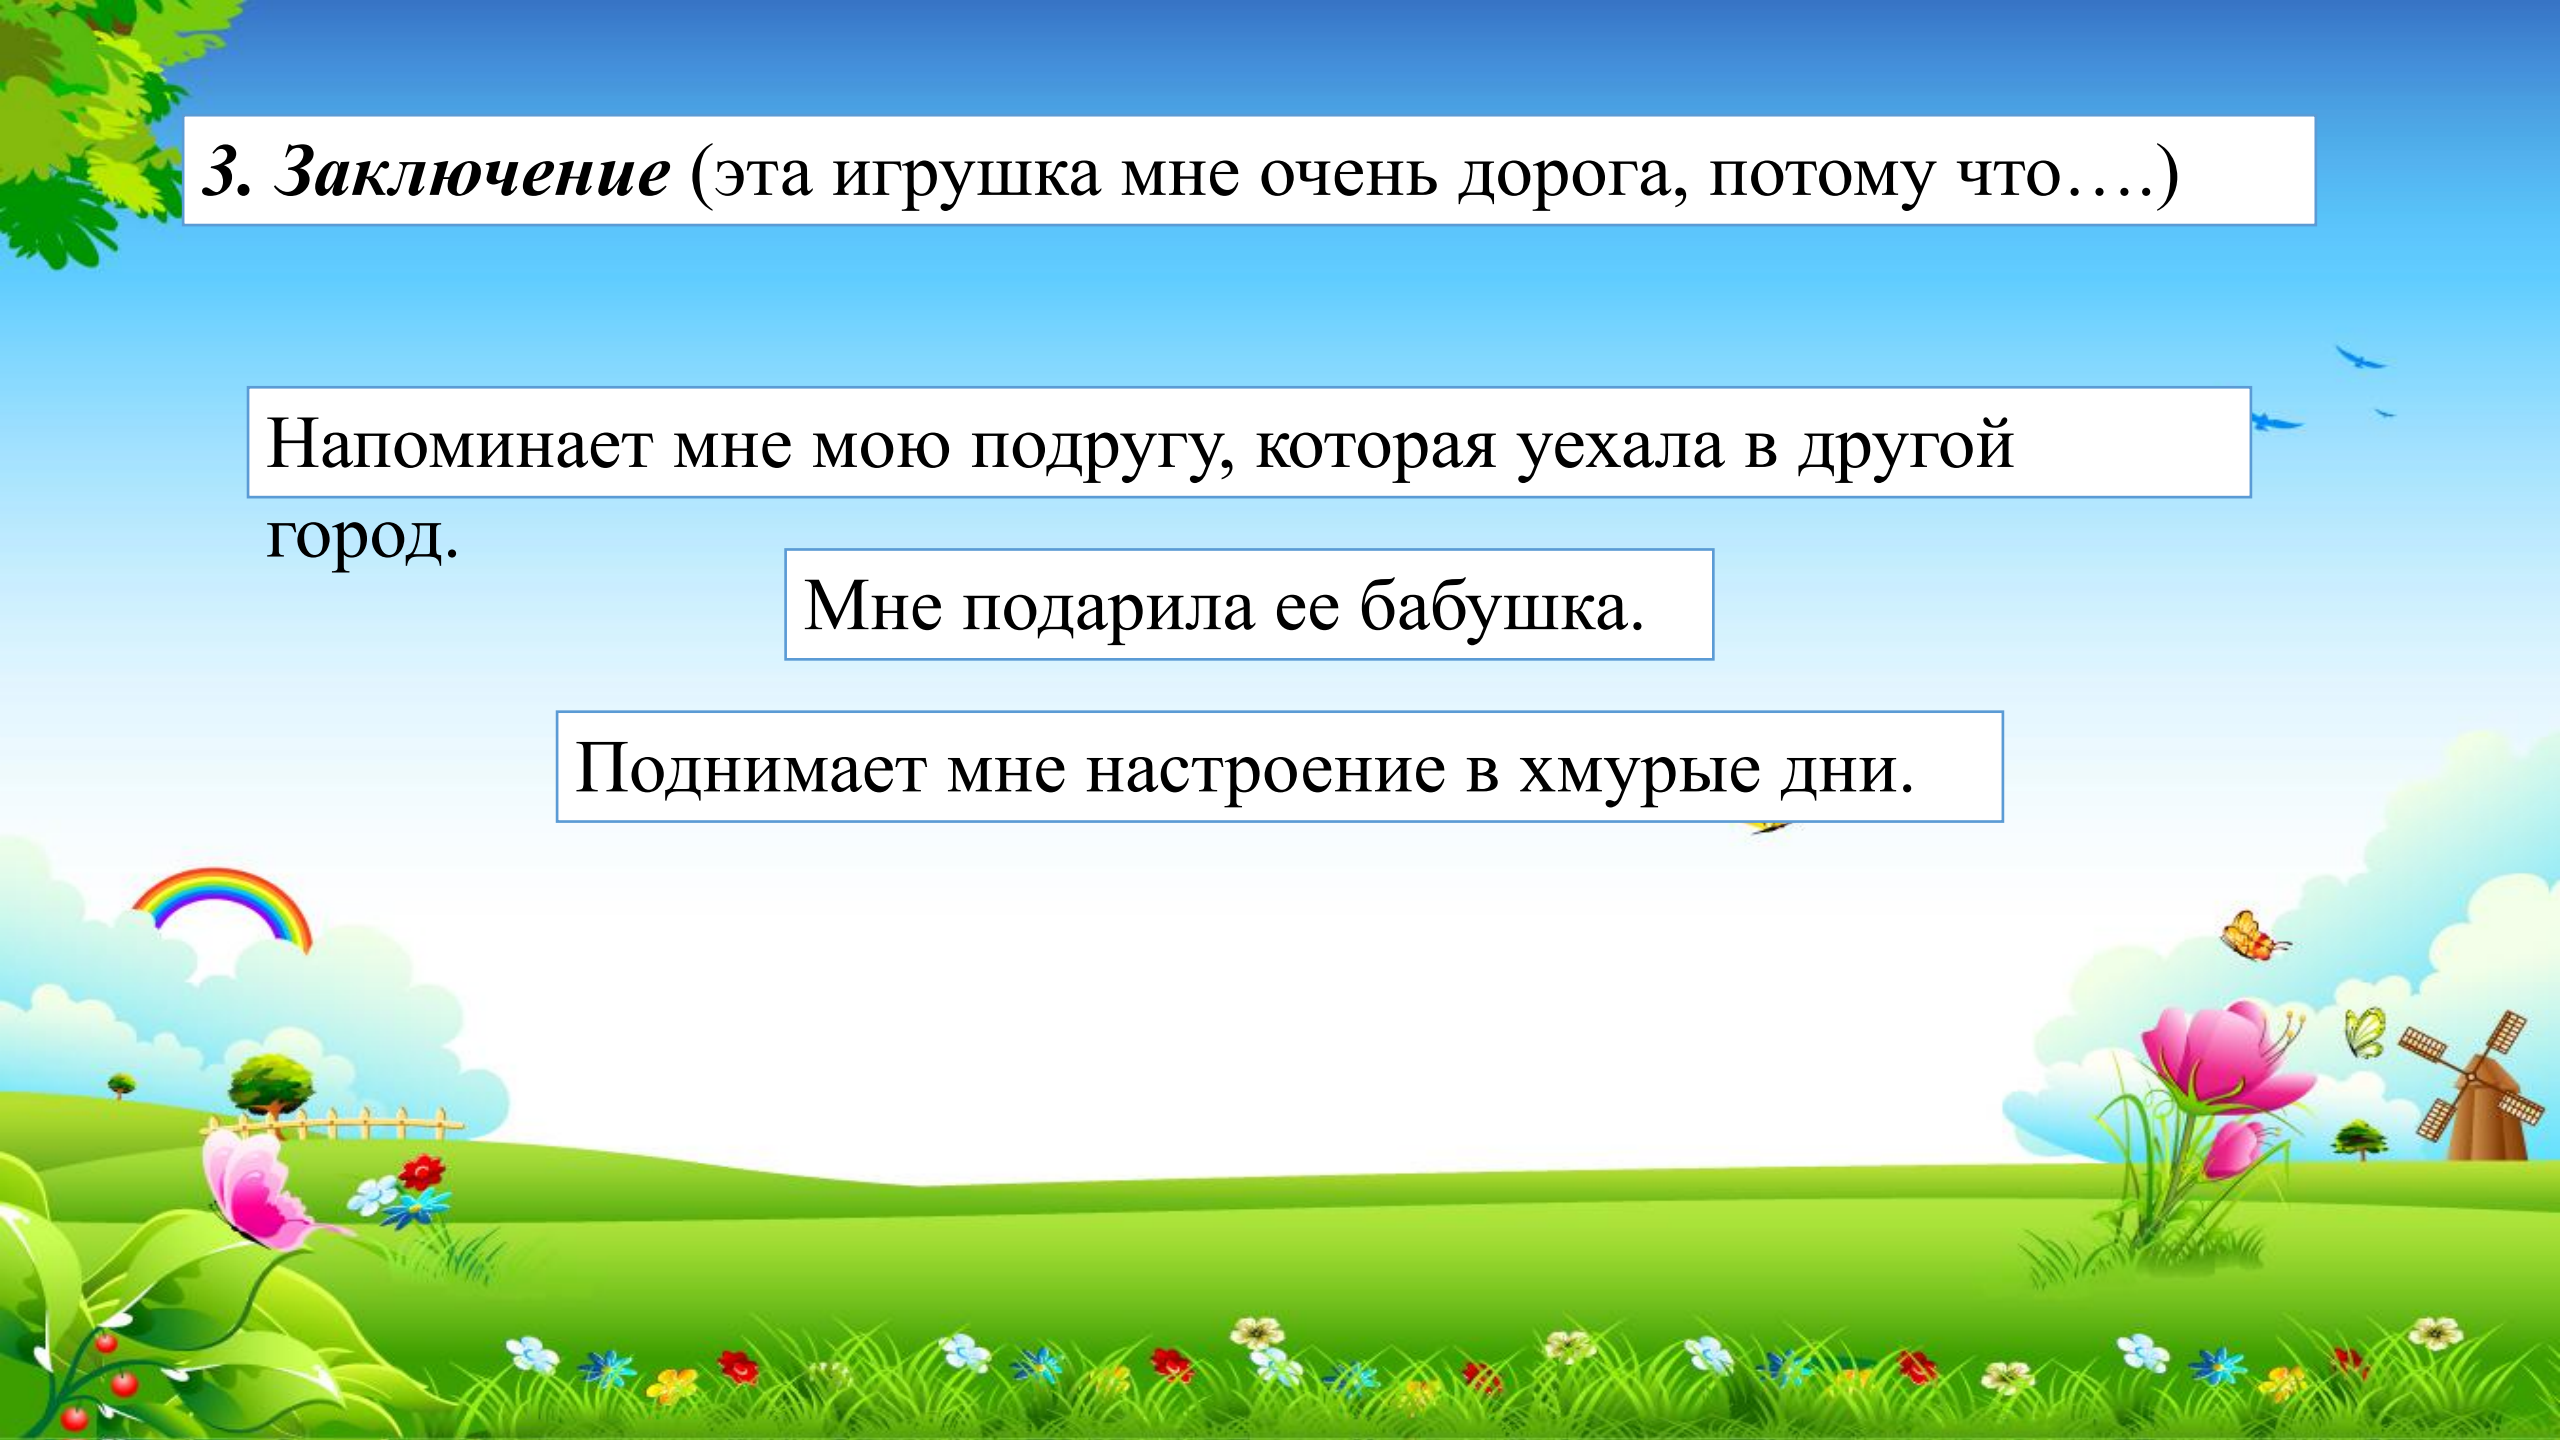 3. Заключение (эта игрушка мне очень дорога, потому что….)
Напоминает мне мою подругу, которая уехала в другой
город.
Мне подарила ее бабушка.
Поднимает мне настроение в хмурые дни.